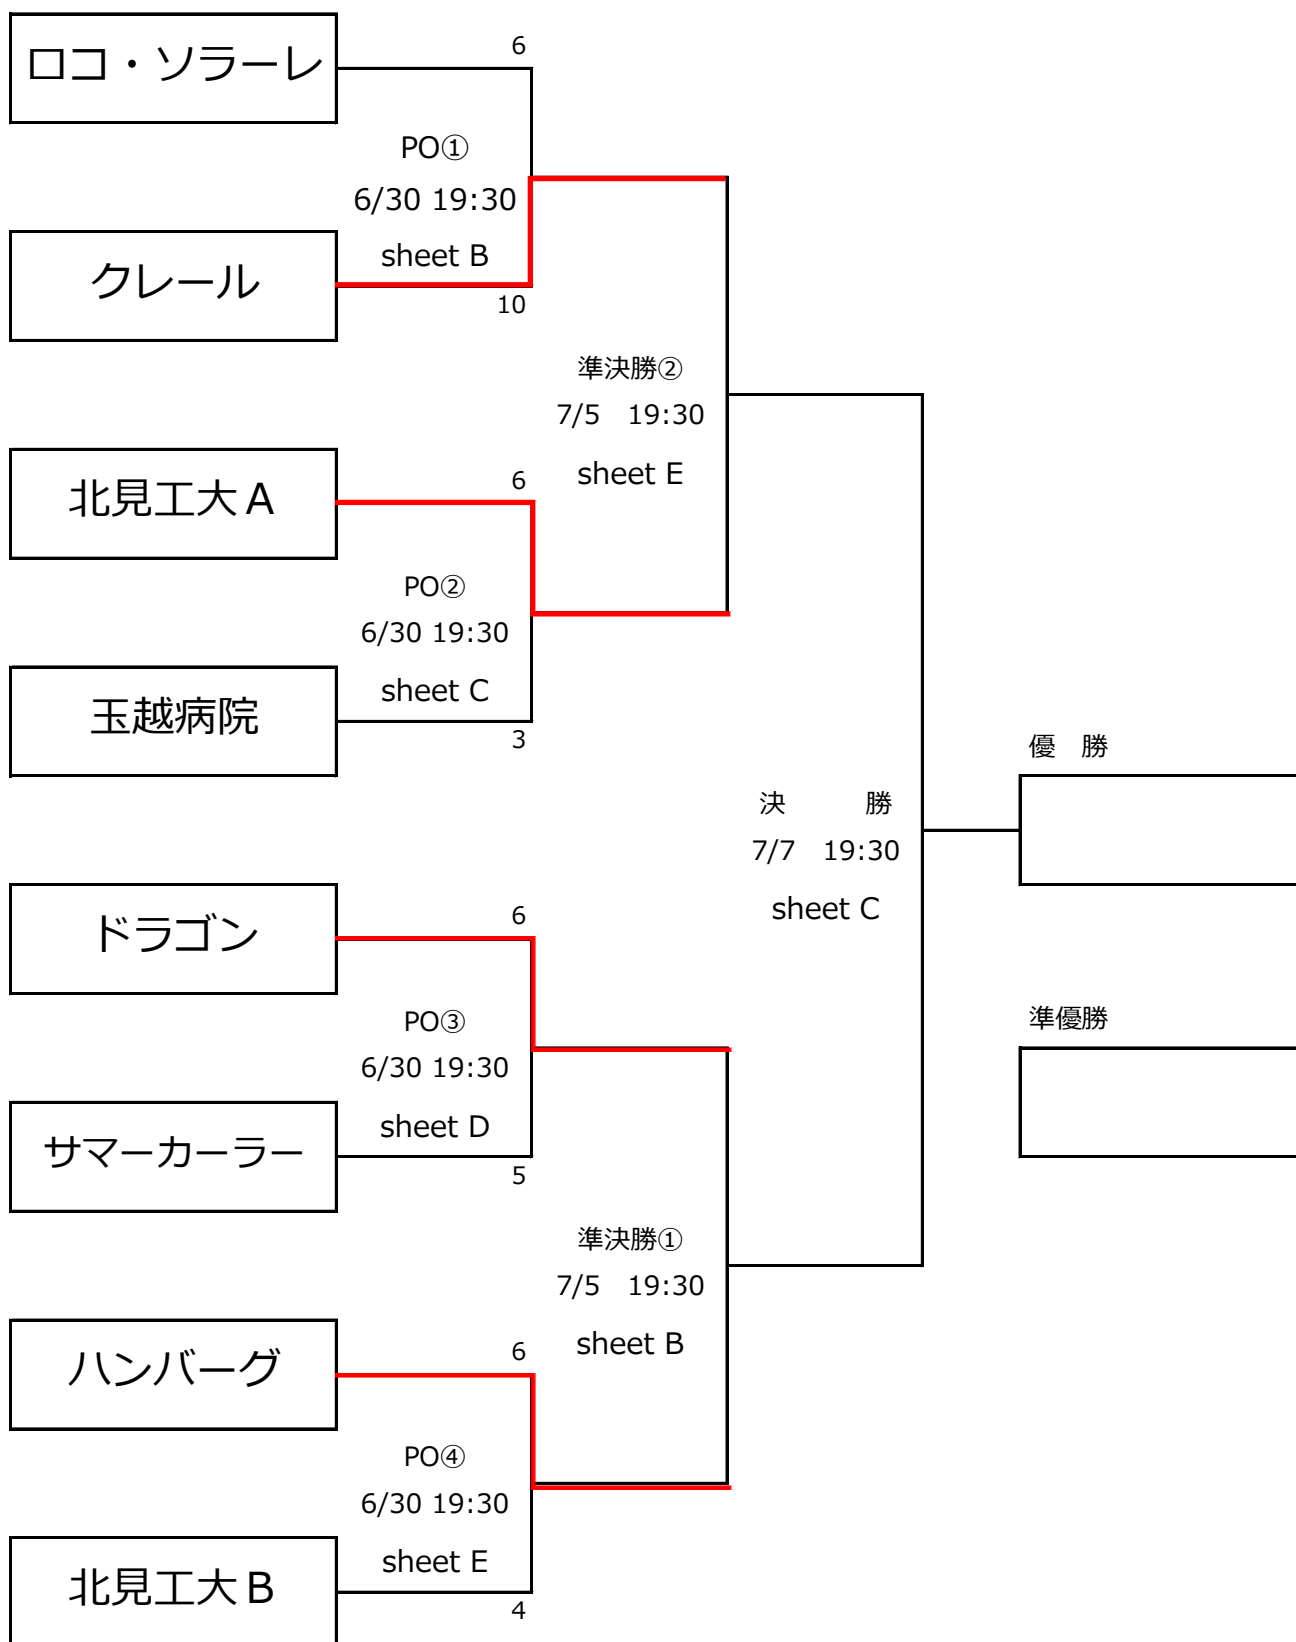 ロコ・ソラーレ
6
PO①
6/30 19:30
sheet B
クレール
10
準決勝②
7/5 19:30
sheet E
北見工大A
6
PO②
6/30 19:30
sheet C
玉越病院
3
優 勝
決 勝
7/7 19:30
sheet C
ドラゴン
6
準優勝
PO③
6/30 19:30
sheet D
サマーカーラー
5
準決勝①
7/5 19:30
sheet B
ハンバーグ
6
PO④
6/30 19:30
sheet E
北見工大B
4